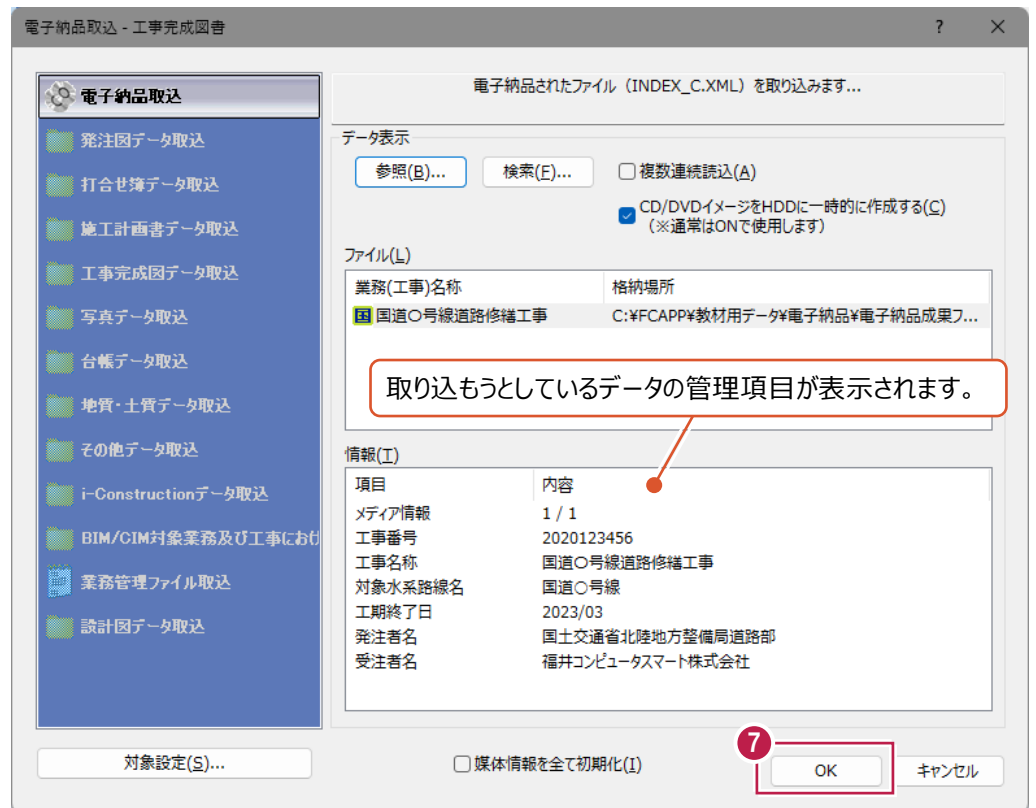 電子納品取込 - 工事完成図書
? ×
電子納品取込
発注図データ取込
打合せ簿データ取込
施工計画書データ取込
工事完成図データ取込
写真データ取込
台帳データ取込
地質・土質データ取込
その他データ取込
i-Constructionデータ取込
BIM/CIM対象業務及び工事におけ
業務管理ファイル取込
設計図データ取込
対象設定(S)...
電子納品されたファイル（INDEX_C.XML）を取り込みます...
データ表示
参照(B)... 検索(F)... 複数連続読込(A)
CD/DVDイメージをHDDに一時的に作成する(C)
（※通常はONで使用します）
ファイル(L)
業務(工事)名称 格納場所
国道○号線道路修繕工事 C:¥FCAPP¥教材用データ¥電子納品¥電子納品成果フ...
取り込もうとしているデータの管理項目が表示されます。
情報(T)
項目 内容
メディア情報 1 / 1
工事番号 2020123456
工事名称 国道○号線道路修繕工事
対象水系路線名 国道○号線
工期終了日 2023/03
発注者名 国土交通省北陸地方整備局道路部
受注者名 福井コンピュータスマート株式会社
媒体情報を全て初期化(I)
7
OK キャンセル